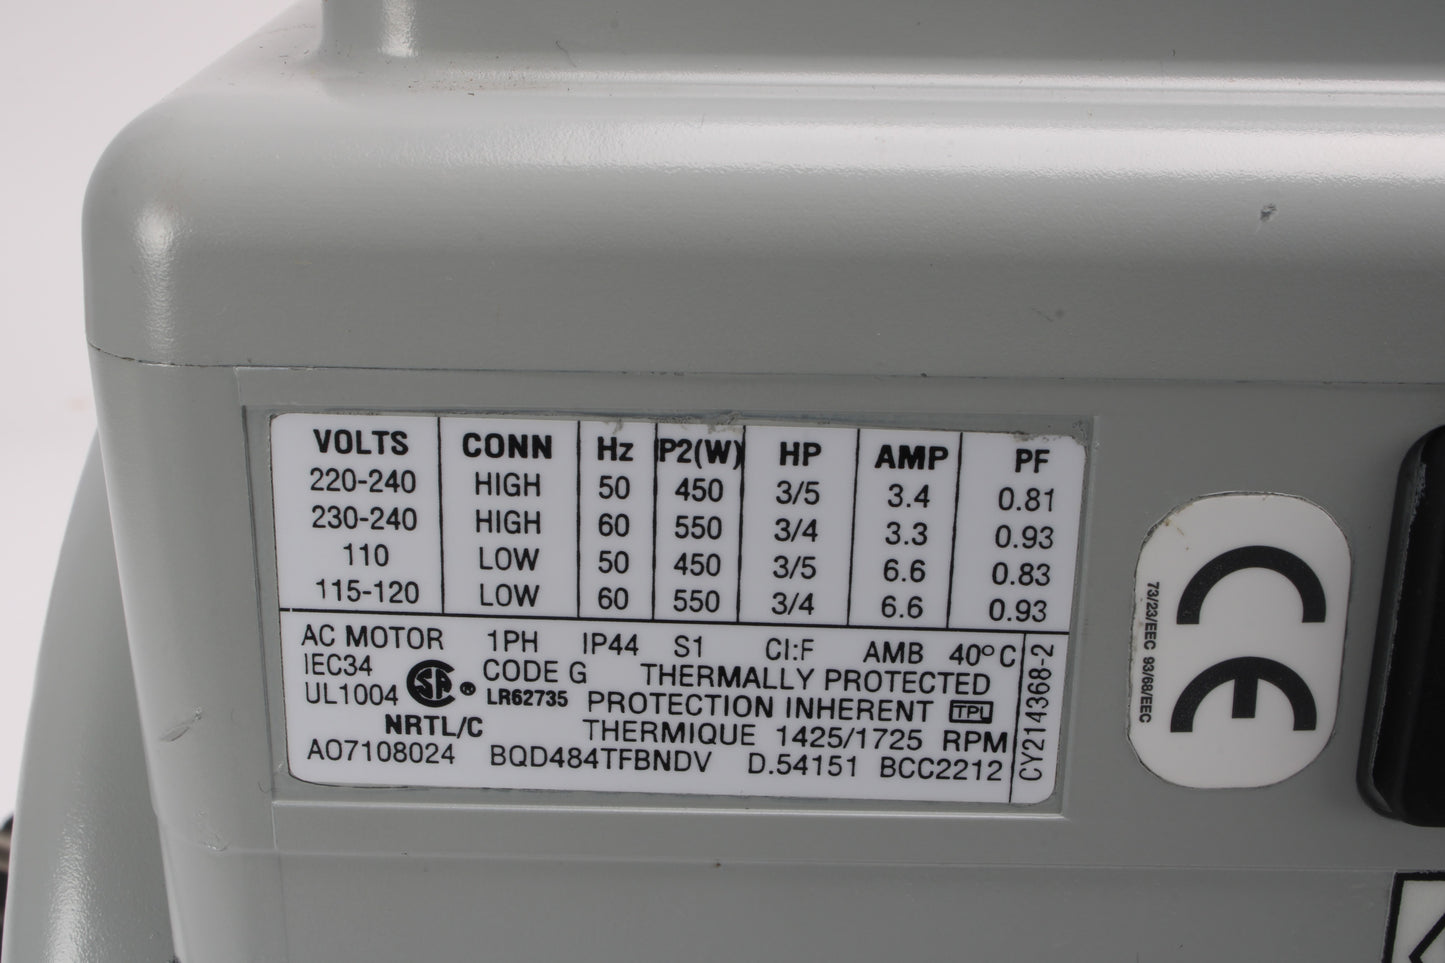 VOLTS CONN Hz P2(W) HP AMP PF
220-240 HIGH 50 450 3/5 3.4 0.81
230-240 HIGH 60 550 3/4 3.3 0.93
110 LOW 50 450 3/5 6.6 0.83
115-120 LOW 60 550 3/4 6.6 0.93
AC MOTOR 1PH IP44 S1 CI:F AMB 40°C
IEC34 CODE G THERMALLY PROTECTED
UL1004 SA ® LR62735 PROTECTION INHERENT TPL
NRTL/C THERMIQUE 1425/1725 RPM
AO7108024 BQD484TFBNDV D.54151 BCC2212
CY214368-2
CE
73/23/EEC 93/68/EEC